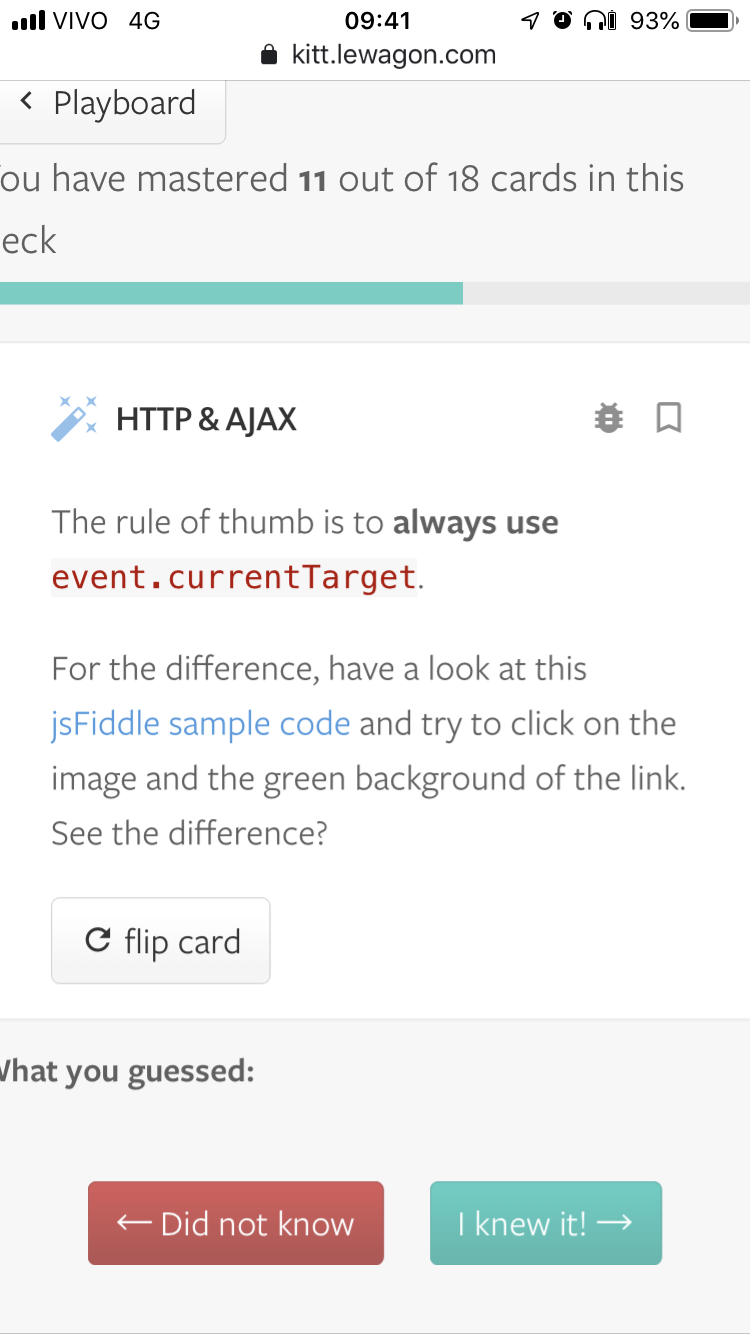 VIVO 4G 09:41 93%
kitt.lewagon.com
Playboard
ou have mastered 11 out of 18 cards in this
eck
HTTP & AJAX
The rule of thumb is to always use
event.currentTarget.
For the difference, have a look at this
jsFiddle sample code and try to click on the
image and the green background of the link.
See the difference?
flip card
What you guessed:
← Did not know
I knew it! →